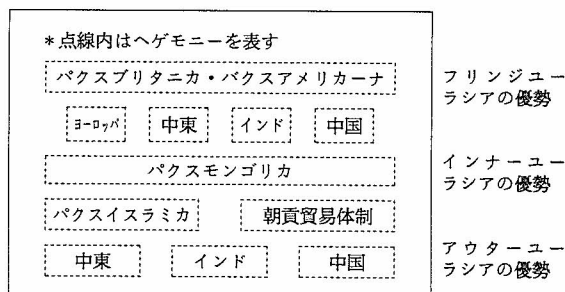 *点線内はヘゲモニーを表す
パクスブリタニカ・パクスアメリカーナ
フリンジユー
ラシアの優勢
ヨーロッパ 中東 インド 中国
パクスモンゴリカ
インナーユー
ラシアの優勢
パクスイスラミカ 朝貢貿易体制
中東 インド 中国
アウターユー
ラシアの優勢